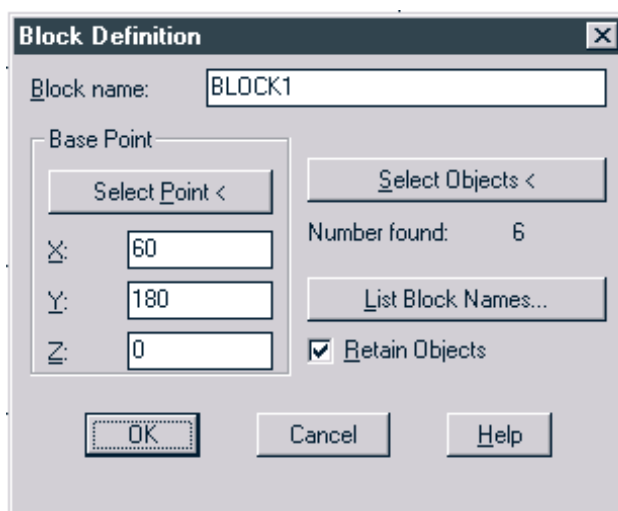 Block Definition
Block name: BLOCK1
Base Point
Select Point <
X: 60
Y: 180
Z: 0
Select Objects <
Number found: 6
List Block Names...
Retain Objects
OK Cancel Help